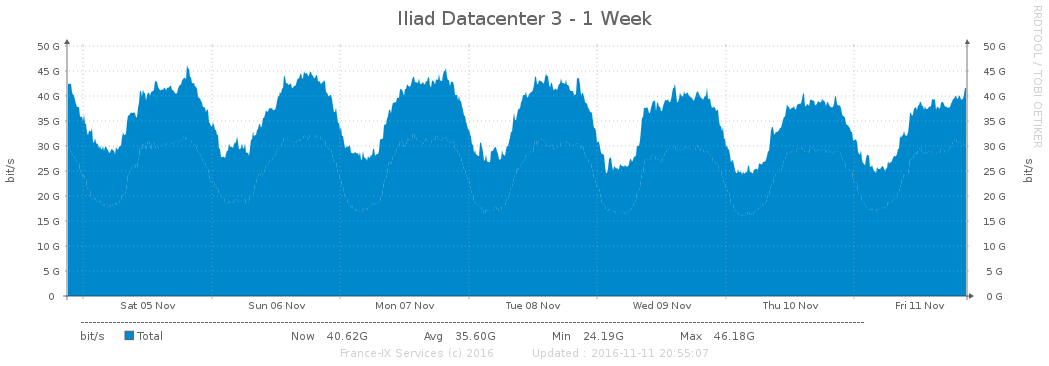 Iliad Datacenter 3 - 1 Week
RRDTOOL / TOBI OETIKER
bit/s
bit/s
50 G 50 G
45 G 45 G
40 G 40 G
35 G 35 G
30 G 30 G
25 G 25 G
20 G 20 G
15 G 15 G
10 G 10 G
5 G 5 G
0 0 G
Sat 05 Nov Sun 06 Nov Mon 07 Nov Tue 08 Nov Wed 09 Nov Thu 10 Nov Fri 11 Nov
bit/s Total Now 40.62G Avg 35.60G Min 24.19G Max 46.18G
France-IX Services (c) 2016 Updated : 2016-11-11 20:55:07